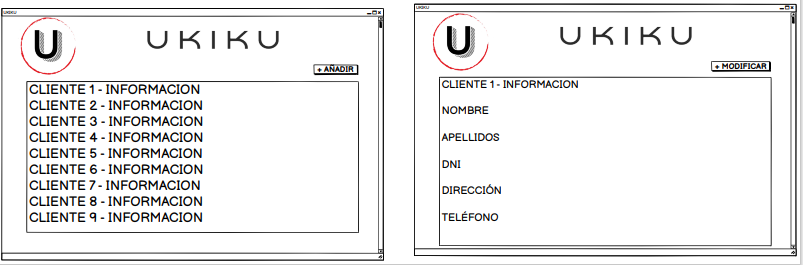 UKIKU
U
UKIKU
+ AÑADIR
CLIENTE 1 - INFORMACION
CLIENTE 2 - INFORMACION
CLIENTE 3 - INFORMACION
CLIENTE 4 - INFORMACION
CLIENTE 5 - INFORMACION
CLIENTE 6 - INFORMACION
CLIENTE 7 - INFORMACION
CLIENTE 8 - INFORMACION
CLIENTE 9 - INFORMACION
UKIKU
U
UKIKU
+ MODIFICAR
CLIENTE 1 - INFORMACION
NOMBRE
APELLIDOS
DNI
DIRECCIÓN
TELÉFONO